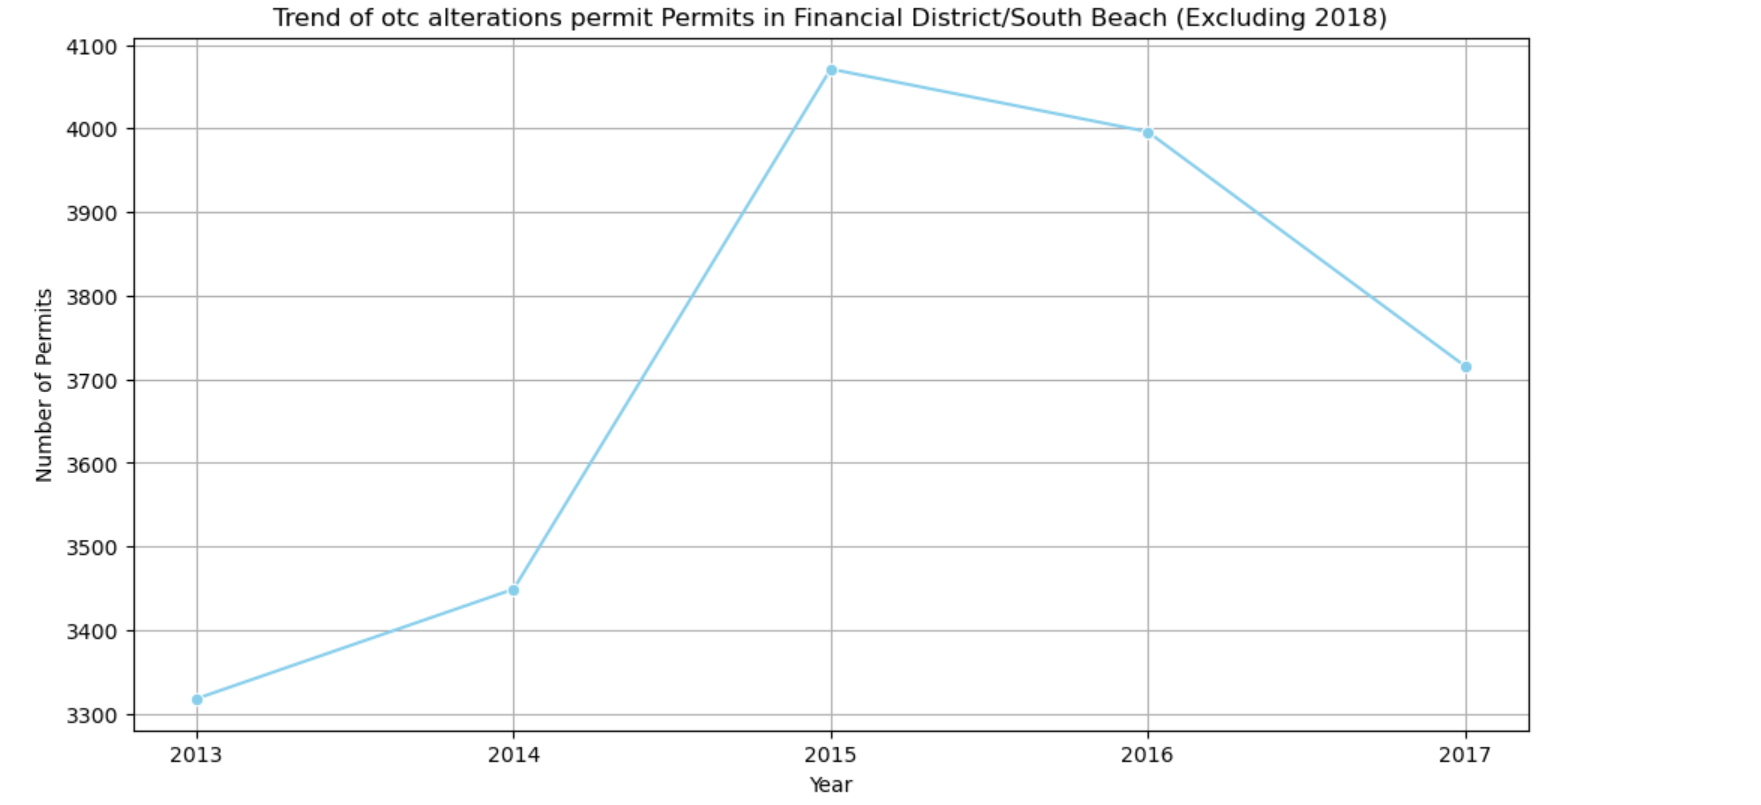 Trend of otc alterations permit Permits in Financial District/South Beach (Excluding 2018)
4100
4000
3900
3800
3700
3600
3500
3400
3300
Number of Permits
2013 2014 2015 2016 2017
Year